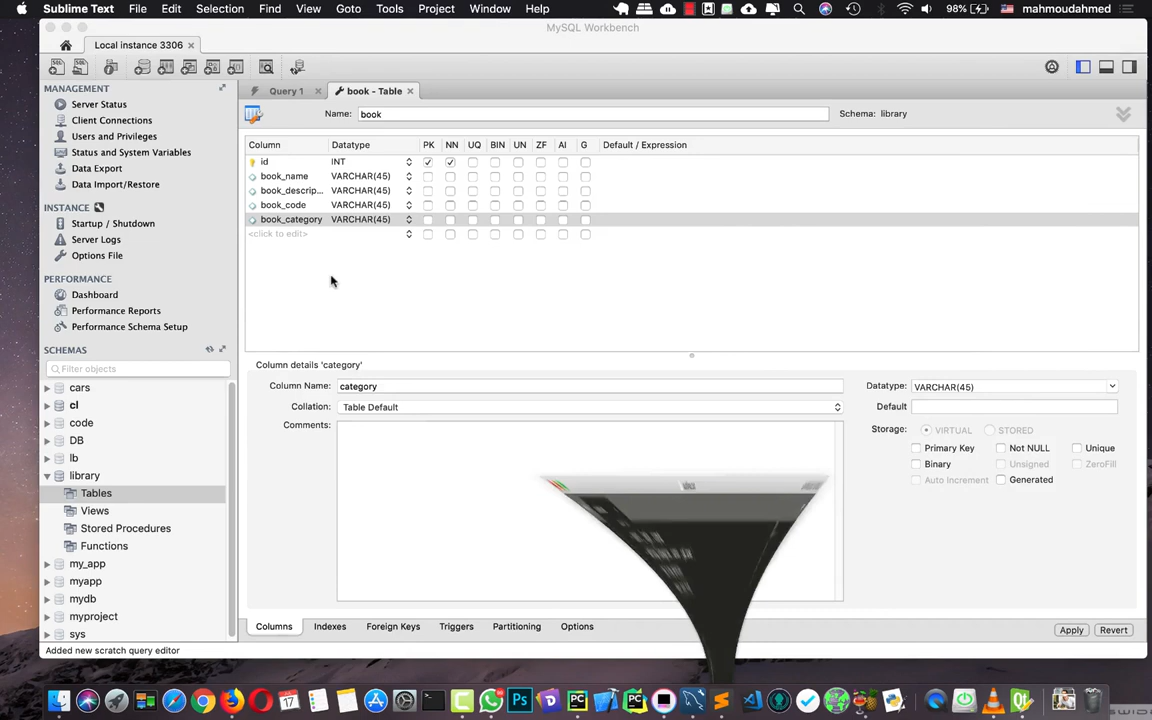 Sublime Text File Edit Selection Find View Goto Tools Project Window Help 98% mahmoudahmed
MySQL Workbench
Local instance 3306
MANAGEMENT
Server Status
Client Connections
Users and Privileges
Status and System Variables
Data Export
Data Import/Restore
INSTANCE
Startup / Shutdown
Server Logs
Options File
PERFORMANCE
Dashboard
Performance Reports
Performance Schema Setup
SCHEMAS
Filter objects
cars
cl
code
DB
lb
library
Tables
Views
Stored Procedures
Functions
my_app
myapp
mydb
myproject
sys
Added new scratch query editor
Query 1 book - Table
Name: book Schema: library
Column Datatype PK NN UQ BIN UN ZF AI G Default / Expression
id INT
book_name VARCHAR(45)
book_descrip... VARCHAR(45)
book_code VARCHAR(45)
book_category VARCHAR(45)
<click to edit>
Column details 'category'
Column Name: category Datatype: VARCHAR(45)
Collation: Table Default Default
Comments: Storage: VIRTUAL STORED
Primary Key Not NULL Unique
Binary Unsigned ZeroFill
Auto Increment Generated
Columns Indexes Foreign Keys Triggers Partitioning Options Apply Revert